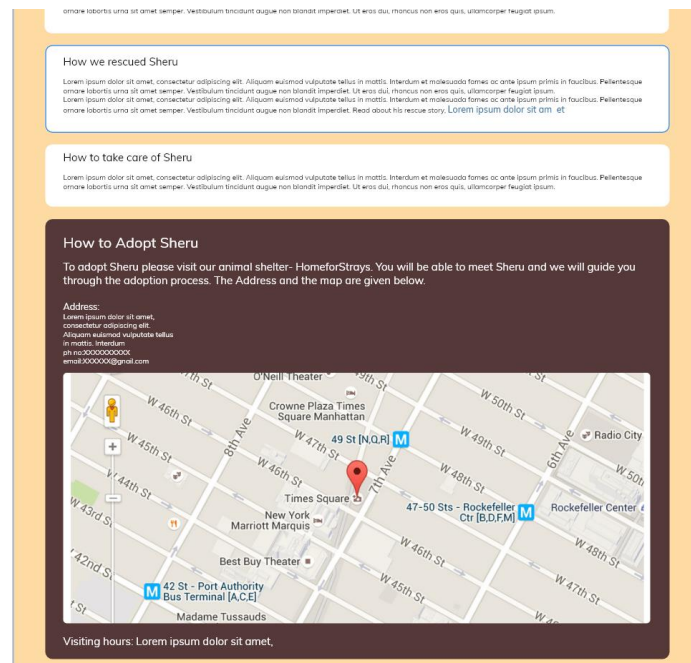 ornare lobortis urna sit amet semper. Vestibulum tincidunt augue non blandit imperdiet. Ut eros dui, rhoncus non eros quis, ullamcorper feugiat ipsum.
How we rescued Sheru
Lorem ipsum dolor sit amet, consectetur adipiscing elit. Aliquam euismod vulputate tellus in mattis. Interdum et malesuada fames ac ante ipsum primis in faucibus. Pellentesque
ornare lobortis urna sit amet semper. Vestibulum tincidunt augue non blandit imperdiet. Ut eros dui, rhoncus non eros quis, ullamcorper feugiat ipsum.
Lorem ipsum dolor sit amet, consectetur adipiscing elit. Aliquam euismod vulputate tellus in mattis. Interdum et malesuada fames ac ante ipsum primis in faucibus. Pellentesque
ornare lobortis urna sit amet semper. Vestibulum tincidunt augue non blandit imperdiet. Read about his rescue story. Lorem ipsum dolor sit am et
How to take care of Sheru
Lorem ipsum dolor sit amet, consectetur adipiscing elit. Aliquam euismod vulputate tellus in mattis. Interdum et malesuada fames ac ante ipsum primis in faucibus. Pellentesque
ornare lobortis urna sit amet semper. Vestibulum tincidunt augue non blandit imperdiet. Ut eros dui, rhoncus non eros quis, ullamcorper feugiat ipsum.
How to Adopt Sheru
To adopt Sheru please visit our animal shelter- HomeforStrays. You will be able to meet Sheru and we will guide you
through the adoption process. The Address and the map are given below.
Address:
Lorem ipsum dolor sit amet,
consectetur adipiscing elit.
Aliquam euismod vulputate tellus
in mattis. Interdum
ph no:XXXXXXXXXX
email:XXXXXX@gnail.com
O'Neill Theater
W 46th St
Crowne Plaza Times
Square Manhattan
W 50th St
8th Ave
W 47th St
49 St [N,Q,R] M
7th Ave
W 49th St
6th Ave
Radio City
W 45th St
W 46th St
W 48th St
W 44th St
Times Square
47-50 Sts - Rockefeller
Ctr [B,D,F,M] M
Rockefeller Center
W 43rd St
New York
Marriott Marquis
W 46th St
W 48th St
42nd St
Best Buy Theater
W 45th St
W 47th St
M 42 St - Port Authority
Bus Terminal [A,C,E]
Madame Tussauds
Visiting hours: Lorem ipsum dolor sit amet,